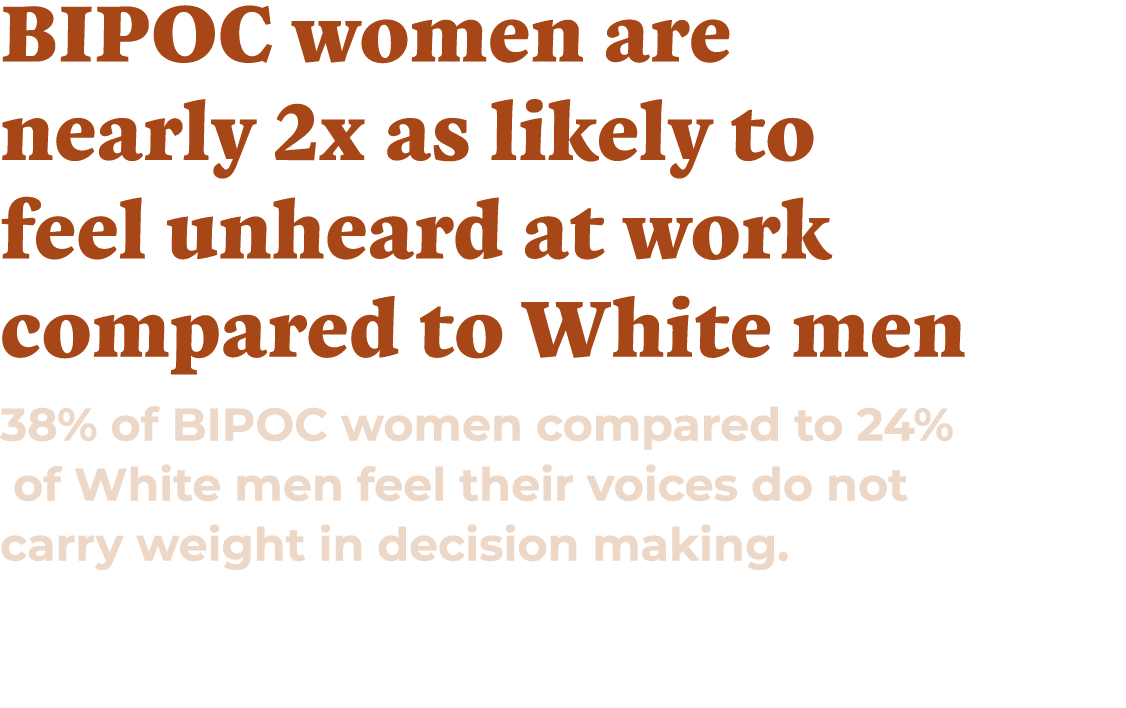 BIPOC women are
nearly 2x as likely to
feel unheard at work
compared to White men
38% of BIPOC women compared to 24%
of White men feel their voices do not
carry weight in decision making.